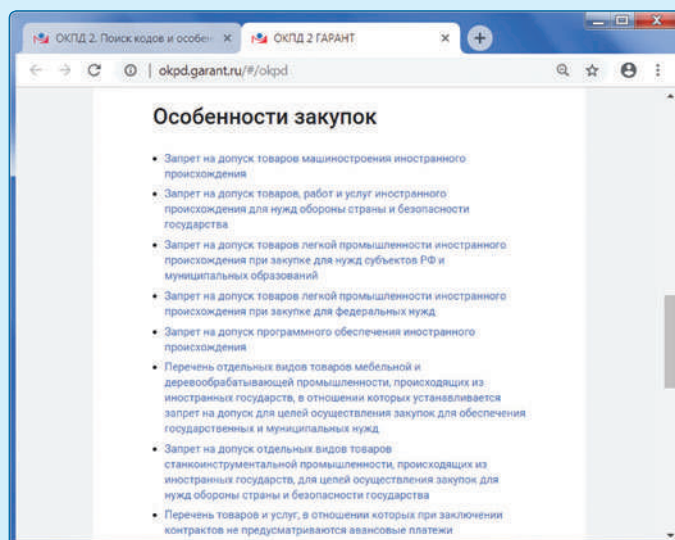 ОКПД 2. Поиск кодов и особен
ОКПД 2 ГАРАНТ
okpd.garant.ru/#/okpd
Особенности закупок
• Запрет на допуск товаров машиностроения иностранного
происхождения
• Запрет на допуск товаров, работ и услуг иностранного
происхождения для нужд обороны страны и безопасности
государства
• Запрет на допуск товаров легкой промышленности иностранного
происхождения при закупке для нужд субъектов РФ и
муниципальных образований
• Запрет на допуск товаров легкой промышленности иностранного
происхождения при закупке для федеральных нужд
• Запрет на допуск программного обеспечения иностранного
происхождения
• Перечень отдельных видов товаров мебельной и
деревообрабатывающей промышленности, происходящих из
иностранных государств, в отношении которых устанавливается
запрет на допуск для целей осуществления закупок для обеспечения
государственных и муниципальных нужд
• Запрет на допуск отдельных видов товаров
станкоинструментальной промышленности, происходящих из
иностранных государств, для целей осуществления закупок для
нужд обороны страны и безопасности государства
• Перечень товаров и услуг, в отношении которых при заключении
контрактов не предусматриваются авансовые платежи